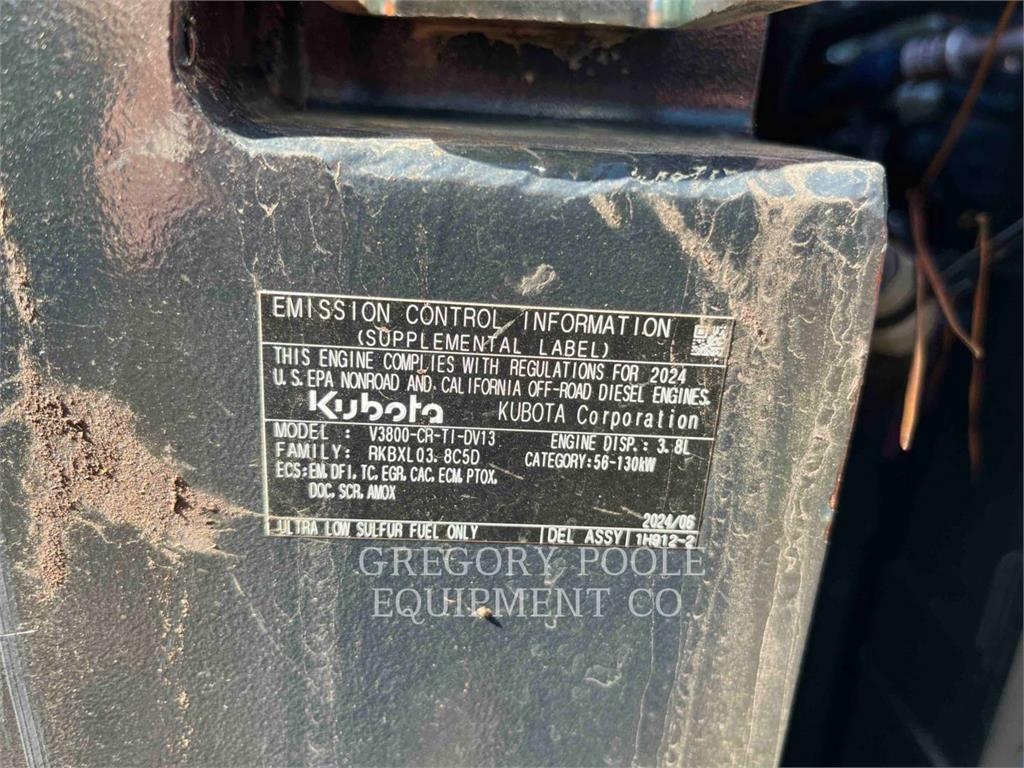 EMISSION CONTROL INFORMATION
(SUPPLEMENTAL LABEL)
THIS ENGINE COMPLIES WITH REGULATIONS FOR 2024
U.S. EPA NONROAD AND CALIFORNIA OFF-ROAD DIESEL ENGINES.
Kubota KUBOTA Corporation
MODEL : V3800-CR-TI-DV13 ENGINE DISP.: 3.8L
FAMILY: RKBXL03.8C5D CATEGORY:56-130kW
ECS:EM, DFI, TC, EGR, CAC, ECM, PTOX,
DOC, SCR, AMOX
2024/06
ULTRA LOW SULFUR FUEL ONLY DEL ASSY 1H912-2
GREGORY POOLE
EQUIPMENT CO.